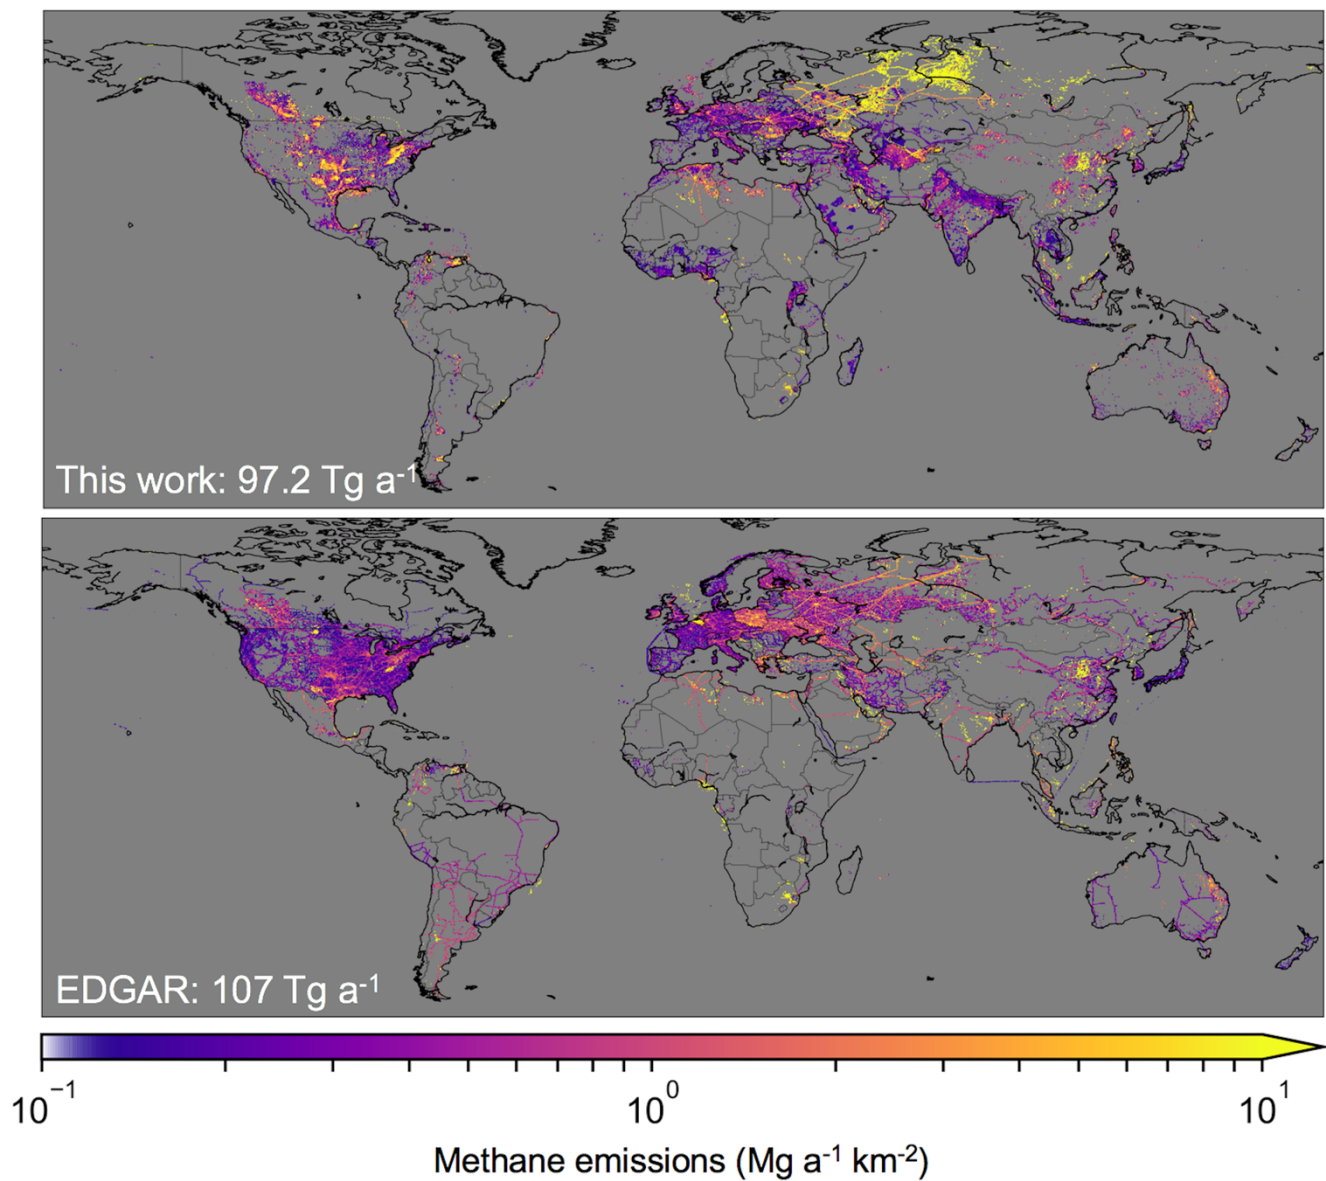 This work: 97.2 Tg a-1
EDGAR: 107 Tg a-1
10−1 100 101
Methane emissions (Mg a-1 km-2)